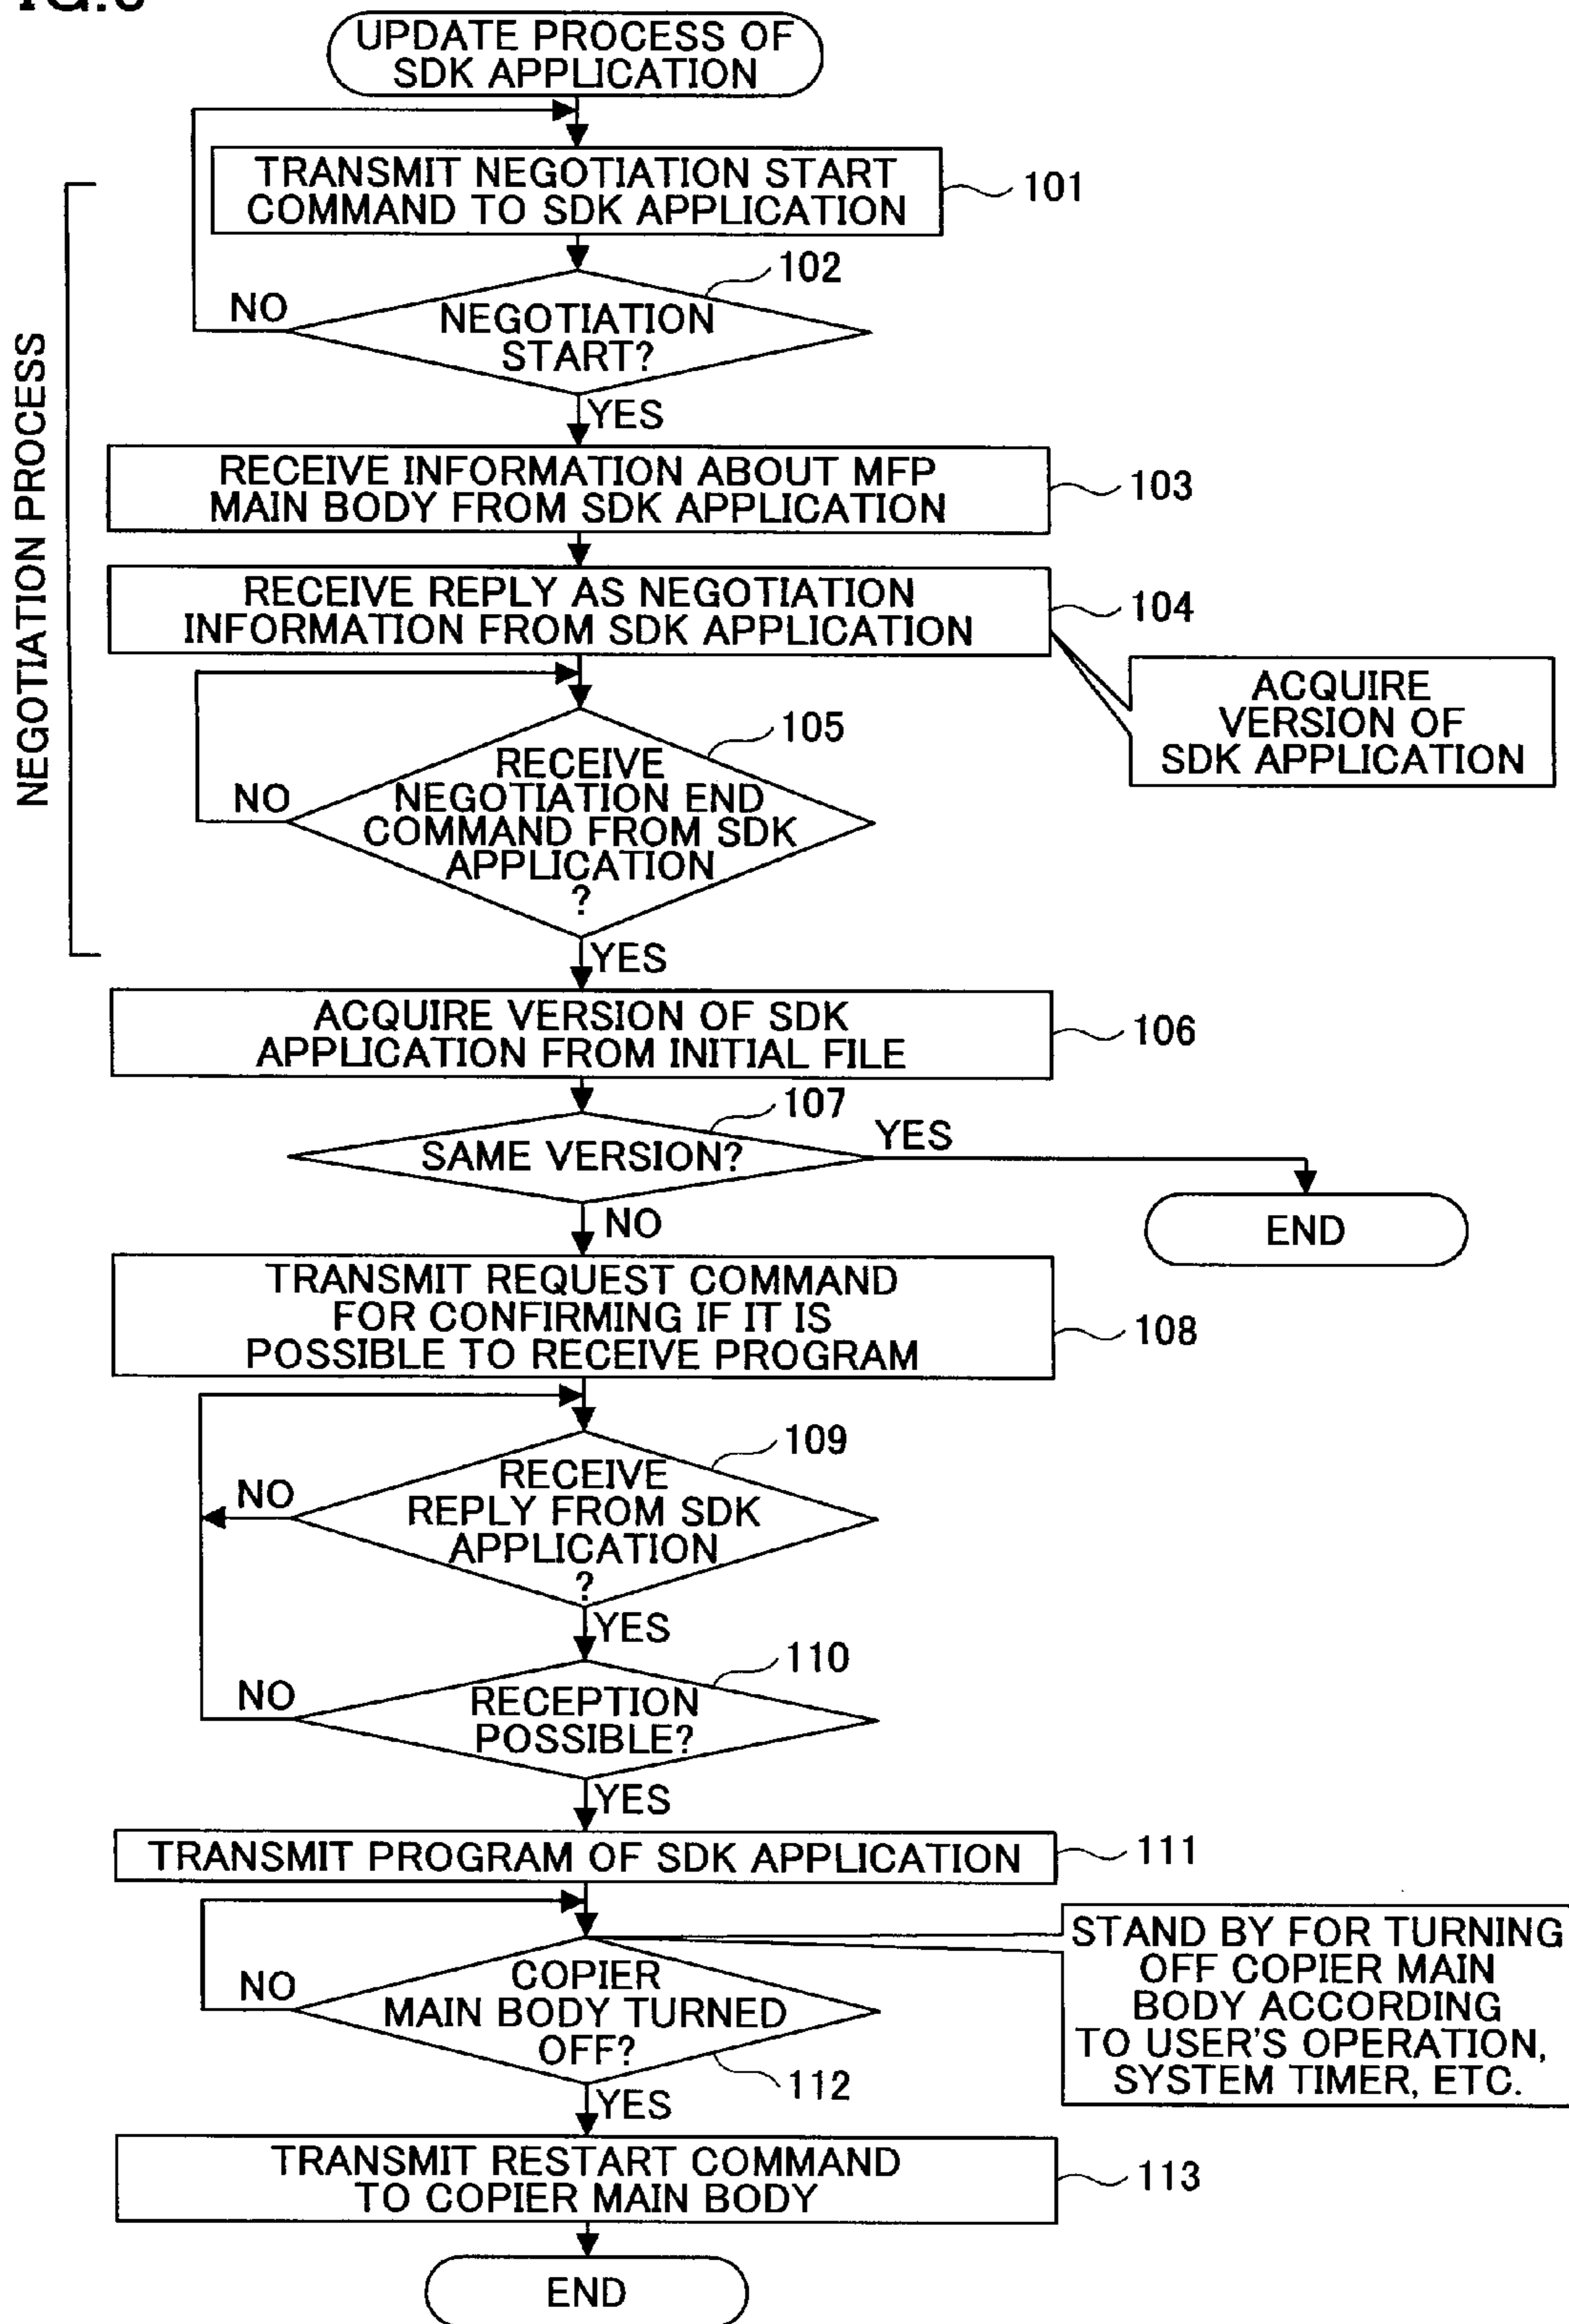 UPDATE PROCESS OF
SDK APPLICATION
TRANSMIT NEGOTIATION START
COMMAND TO SDK APPLICATION
101
102
NO
NEGOTIATION
START?
YES
NEGOTIATION PROCESS
RECEIVE INFORMATION ABOUT MFP
MAIN BODY FROM SDK APPLICATION
103
RECEIVE REPLY AS NEGOTIATION
INFORMATION FROM SDK APPLICATION
104
ACQUIRE
VERSION OF
SDK APPLICATION
105
RECEIVE
NEGOTIATION END
COMMAND FROM SDK
APPLICATION
?
NO
YES
ACQUIRE VERSION OF SDK
APPLICATION FROM INITIAL FILE
106
107
SAME VERSION?
YES
END
NO
TRANSMIT REQUEST COMMAND
FOR CONFIRMING IF IT IS
POSSIBLE TO RECEIVE PROGRAM
108
109
RECEIVE
REPLY FROM SDK
APPLICATION
?
NO
YES
110
NO
RECEPTION
POSSIBLE?
YES
TRANSMIT PROGRAM OF SDK APPLICATION
111
STAND BY FOR TURNING
OFF COPIER MAIN
BODY ACCORDING
TO USER'S OPERATION,
SYSTEM TIMER, ETC.
NO
COPIER
MAIN BODY TURNED
OFF?
112
YES
TRANSMIT RESTART COMMAND
TO COPIER MAIN BODY
113
END